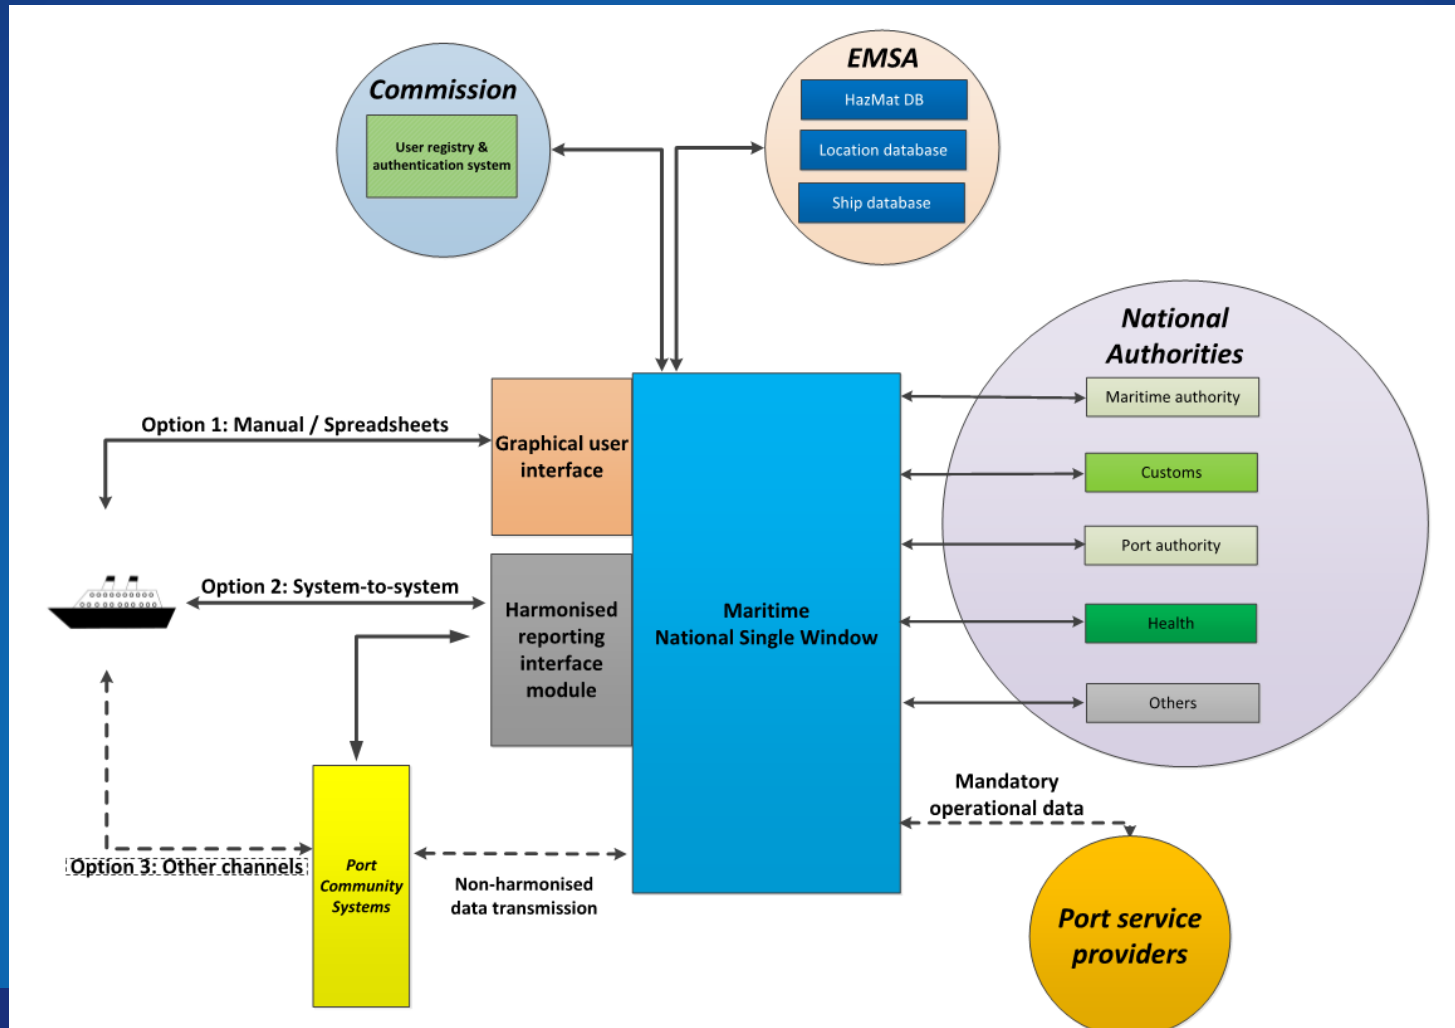 Commission
User registry &
authentication system
EMSA
HazMat DB
Location database
Ship database
National
Authorities
Maritime authority
Customs
Port authority
Health
Others
Option 1: Manual / Spreadsheets
Graphical user
interface
Option 2: System-to-system
Harmonised
reporting
interface
module
Maritime
National Single Window
Option 3: Other channels
Port
Community
Systems
Non-harmonised
data transmission
Mandatory
operational data
Port service
providers